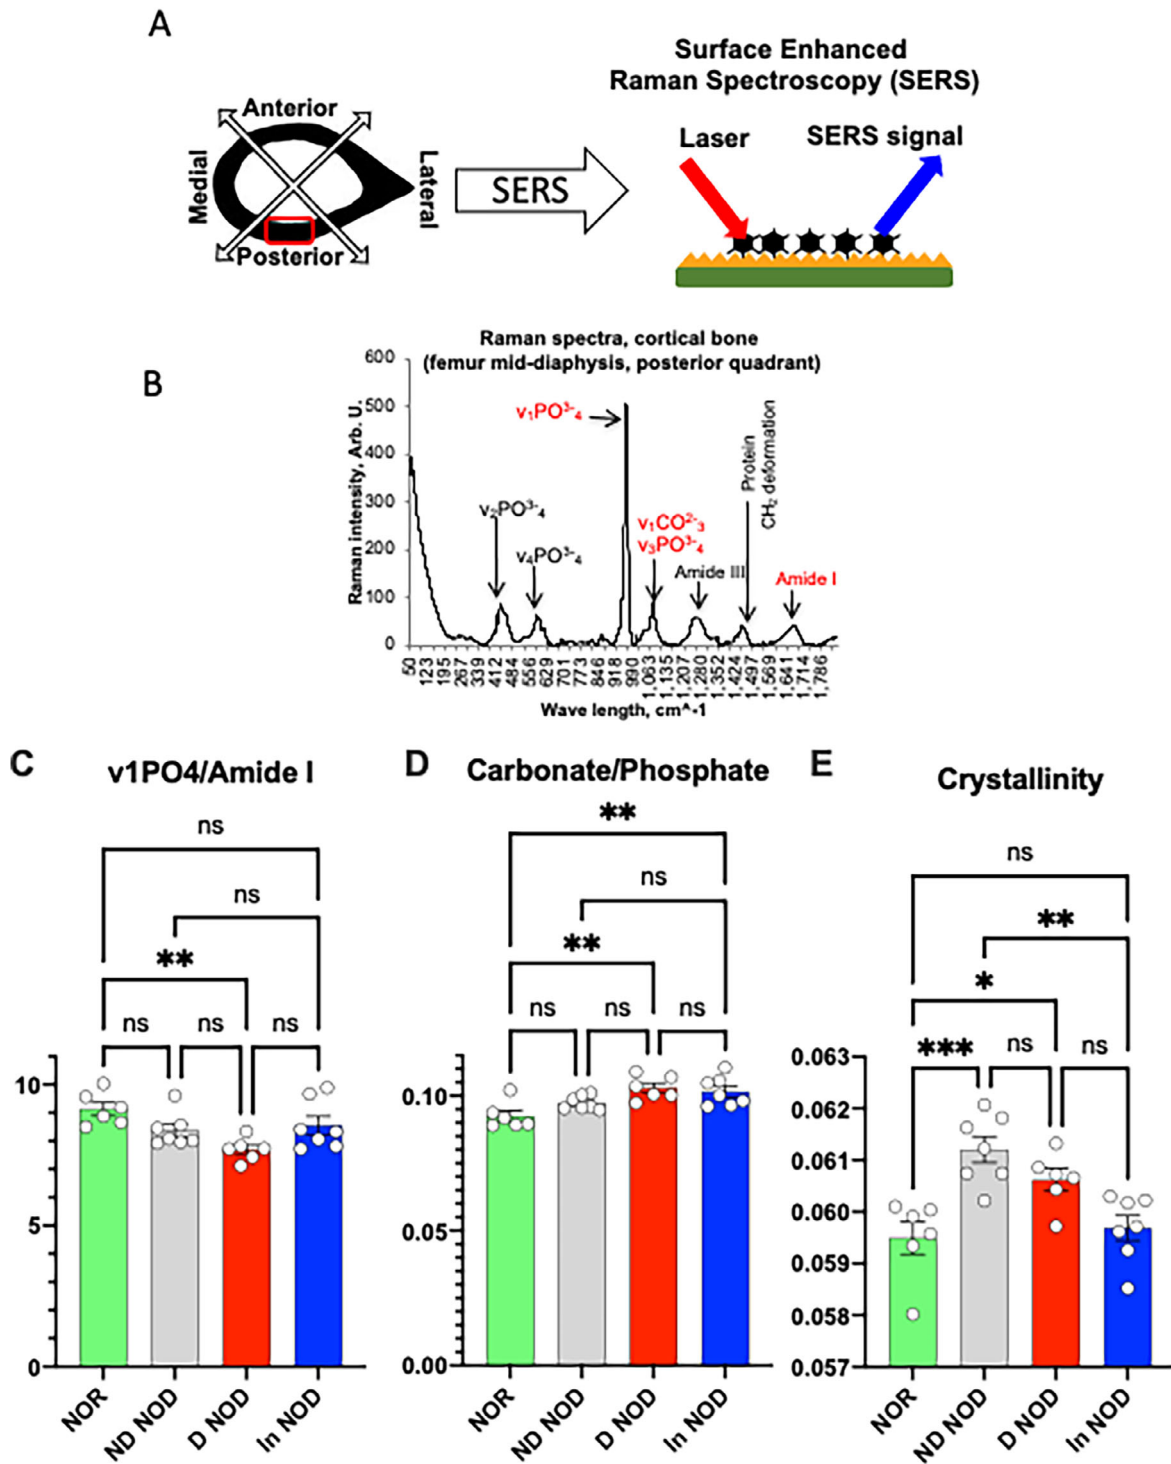 A
Surface Enhanced
Raman Spectroscopy (SERS)
Anterior
Medial
Lateral
Posterior
SERS
Laser
SERS signal
B
Raman spectra, cortical bone
(femur mid-diaphysis, posterior quadrant)
Raman intensity, Arb. U.
600
500
400
300
200
100
0
v₁PO³⁻₄
v₂PO³⁻₄
v₄PO³⁻₄
v₁CO²⁻₃
v₃PO³⁻₄
Amide III
Protein
CH₂ deformation
Amide I
50 123 195 267 339 412 484 556 629 701 773 846 918 990 1,063 1,135 1,207 1,280 1,352 1,424 1,497 1,569 1,641 1,714 1,786
Wave length, cm^-1
C
v1PO4/Amide I
ns
ns
**
ns ns ns
10
5
0
NOR ND NOD D NOD In NOD
D
Carbonate/Phosphate
**
ns
**
ns ns ns
0.10
0.05
0.00
NOR ND NOD D NOD In NOD
E
Crystallinity
ns
**
*
*** ns ns
0.063
0.062
0.061
0.060
0.059
0.058
0.057
NOR ND NOD D NOD In NOD